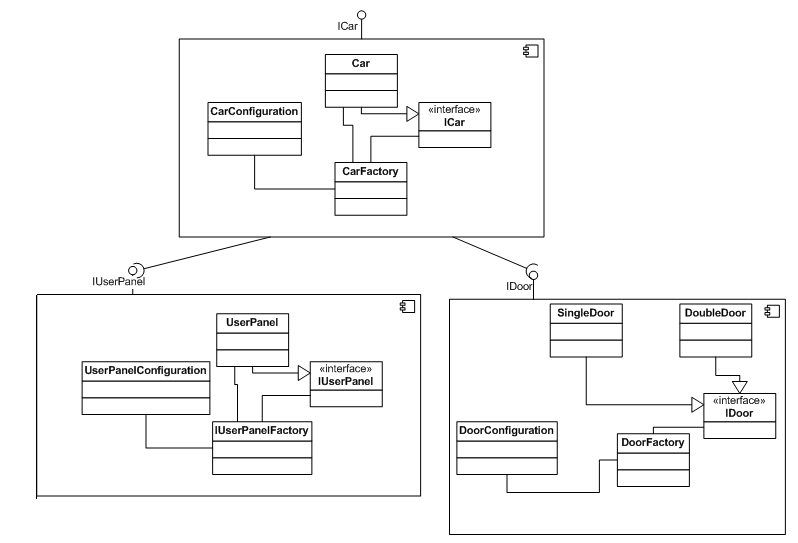 ICar
Car
CarConfiguration
«interface»
ICar
CarFactory
IUserPanel
IDoor
UserPanel
UserPanelConfiguration
«interface»
IUserPanel
IUserPanelFactory
SingleDoor
DoubleDoor
«interface»
IDoor
DoorConfiguration
DoorFactory